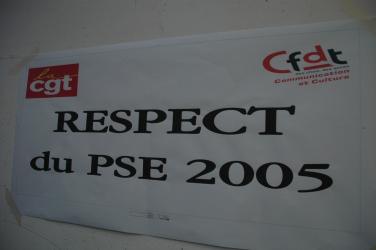 la
cgt
Cfdt
Communication
et Culture
RESPECT
du PSE 2005